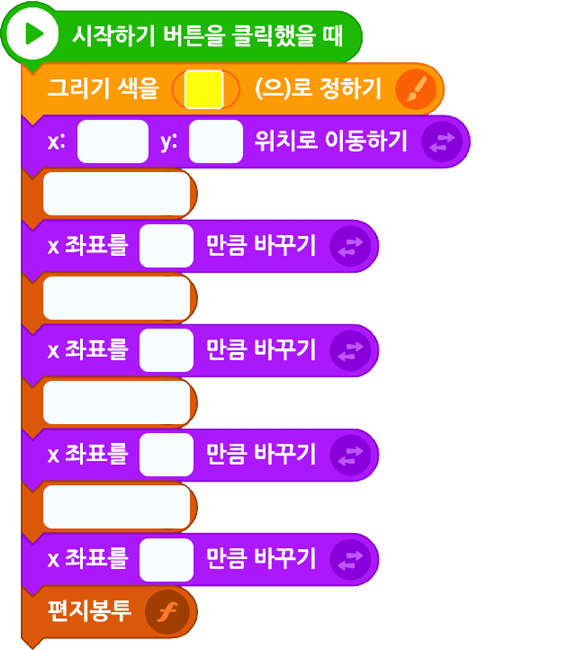 시작하기 버튼을 클릭했을 때
그리기 색을 (으)로 정하기
x: y: 위치로 이동하기
x 좌표를 만큼 바꾸기
x 좌표를 만큼 바꾸기
x 좌표를 만큼 바꾸기
x 좌표를 만큼 바꾸기
편지봉투 f